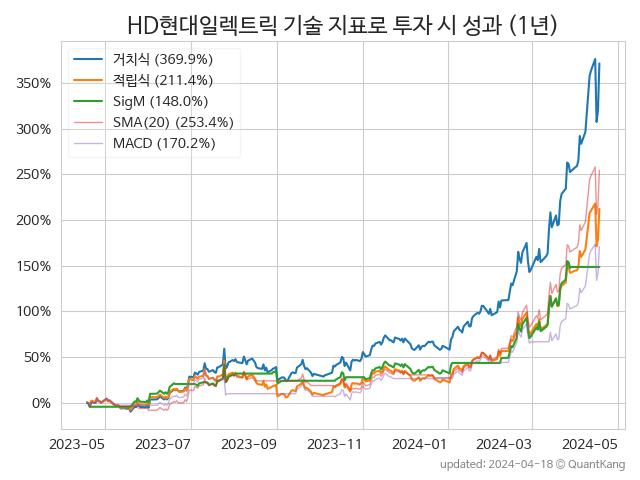 HD현대일렉트릭 기술 지표로 투자 시 성과 (1년)
거치식 (369.9%)
적립식 (211.4%)
SigM (148.0%)
SMA(20) (253.4%)
MACD (170.2%)
350%
300%
250%
200%
150%
100%
50%
0%
2023-05 2023-07 2023-09 2023-11 2024-01 2024-03 2024-05
updated: 2024-04-18 © QuantKang